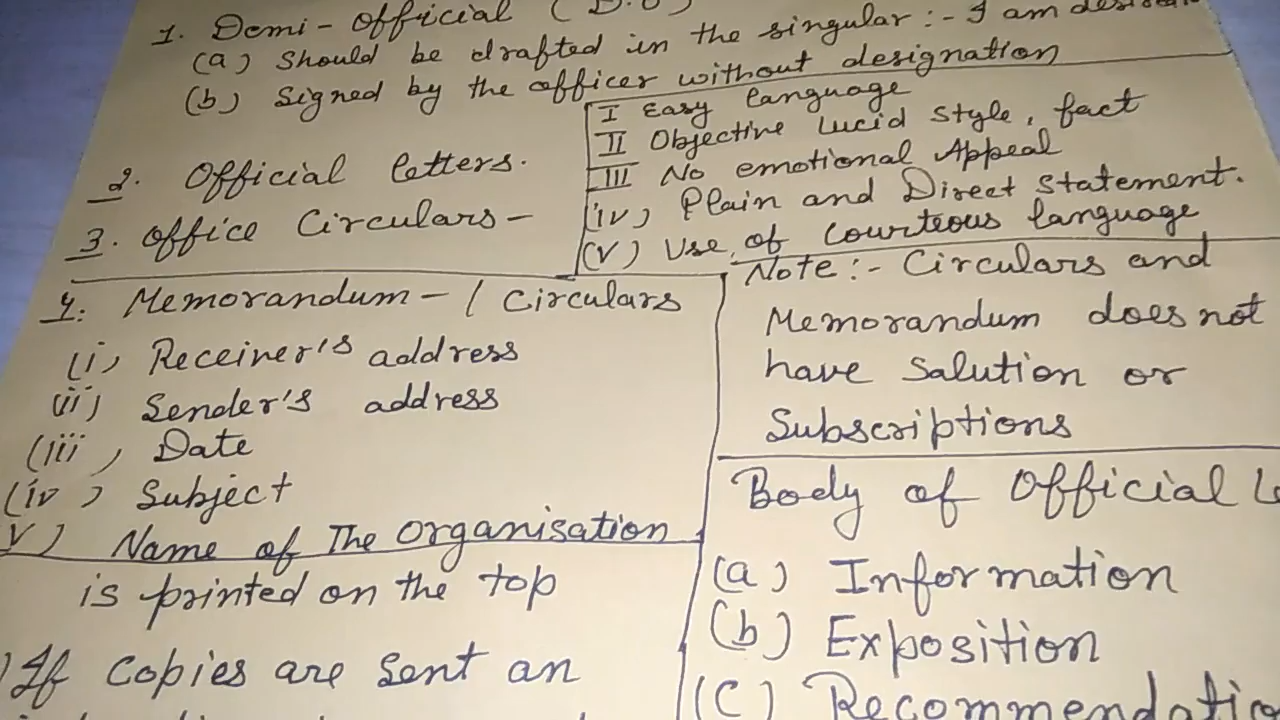 1. Demi - Official ( D.O )
(a) Should be drafted in the singular :- I am
(b) Signed by the officer without designation
2. Official letters.
3. Office Circulars -
I Easy language
II Objective Lucid Style, fact
III No emotional Appeal
(iv) Plain and Direct Statement.
(v) Use of Courteous language
4. Memorandum - / Circulars
(i) Receiner's address
(ii) Sender's address
(iii) Date
(iv) Subject
v) Name of The Organisation
is printed on the top
) If Copies are Sent an
Note :- Circulars and
Memorandum does not
have Salution or
Subscriptions
Body of Official
(a) Information
(b) Exposition
(C) Recommendatio